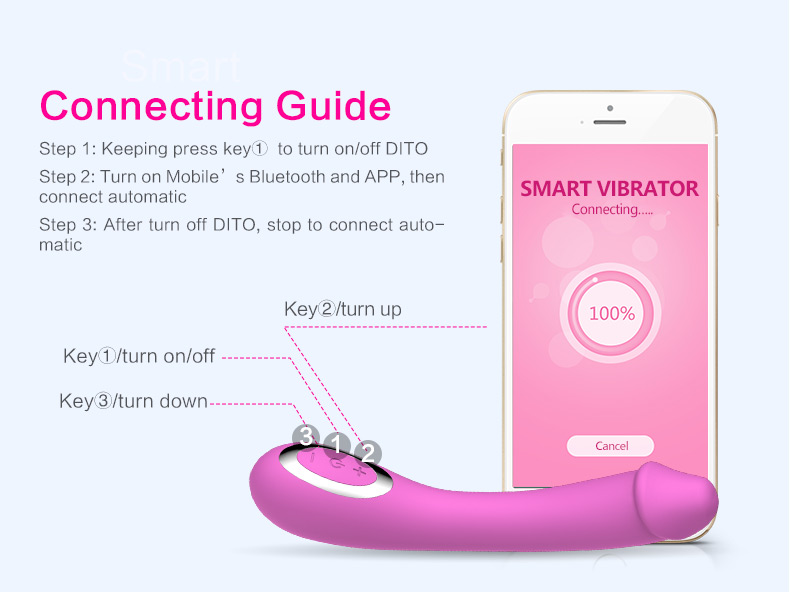 Smart
Connecting Guide
Step 1: Keeping press key① to turn on/off DITO
Step 2: Turn on Mobile's Bluetooth and APP, then
connect automatic
Step 3: After turn off DITO, stop to connect auto-
matic
SMART VIBRATOR
Connecting.....
100%
Cancel
Key②/turn up
Key①/turn on/off
Key③/turn down
3
1
2